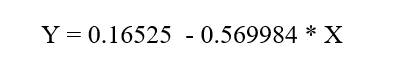 Y = 0.16525 - 0.569984 * X